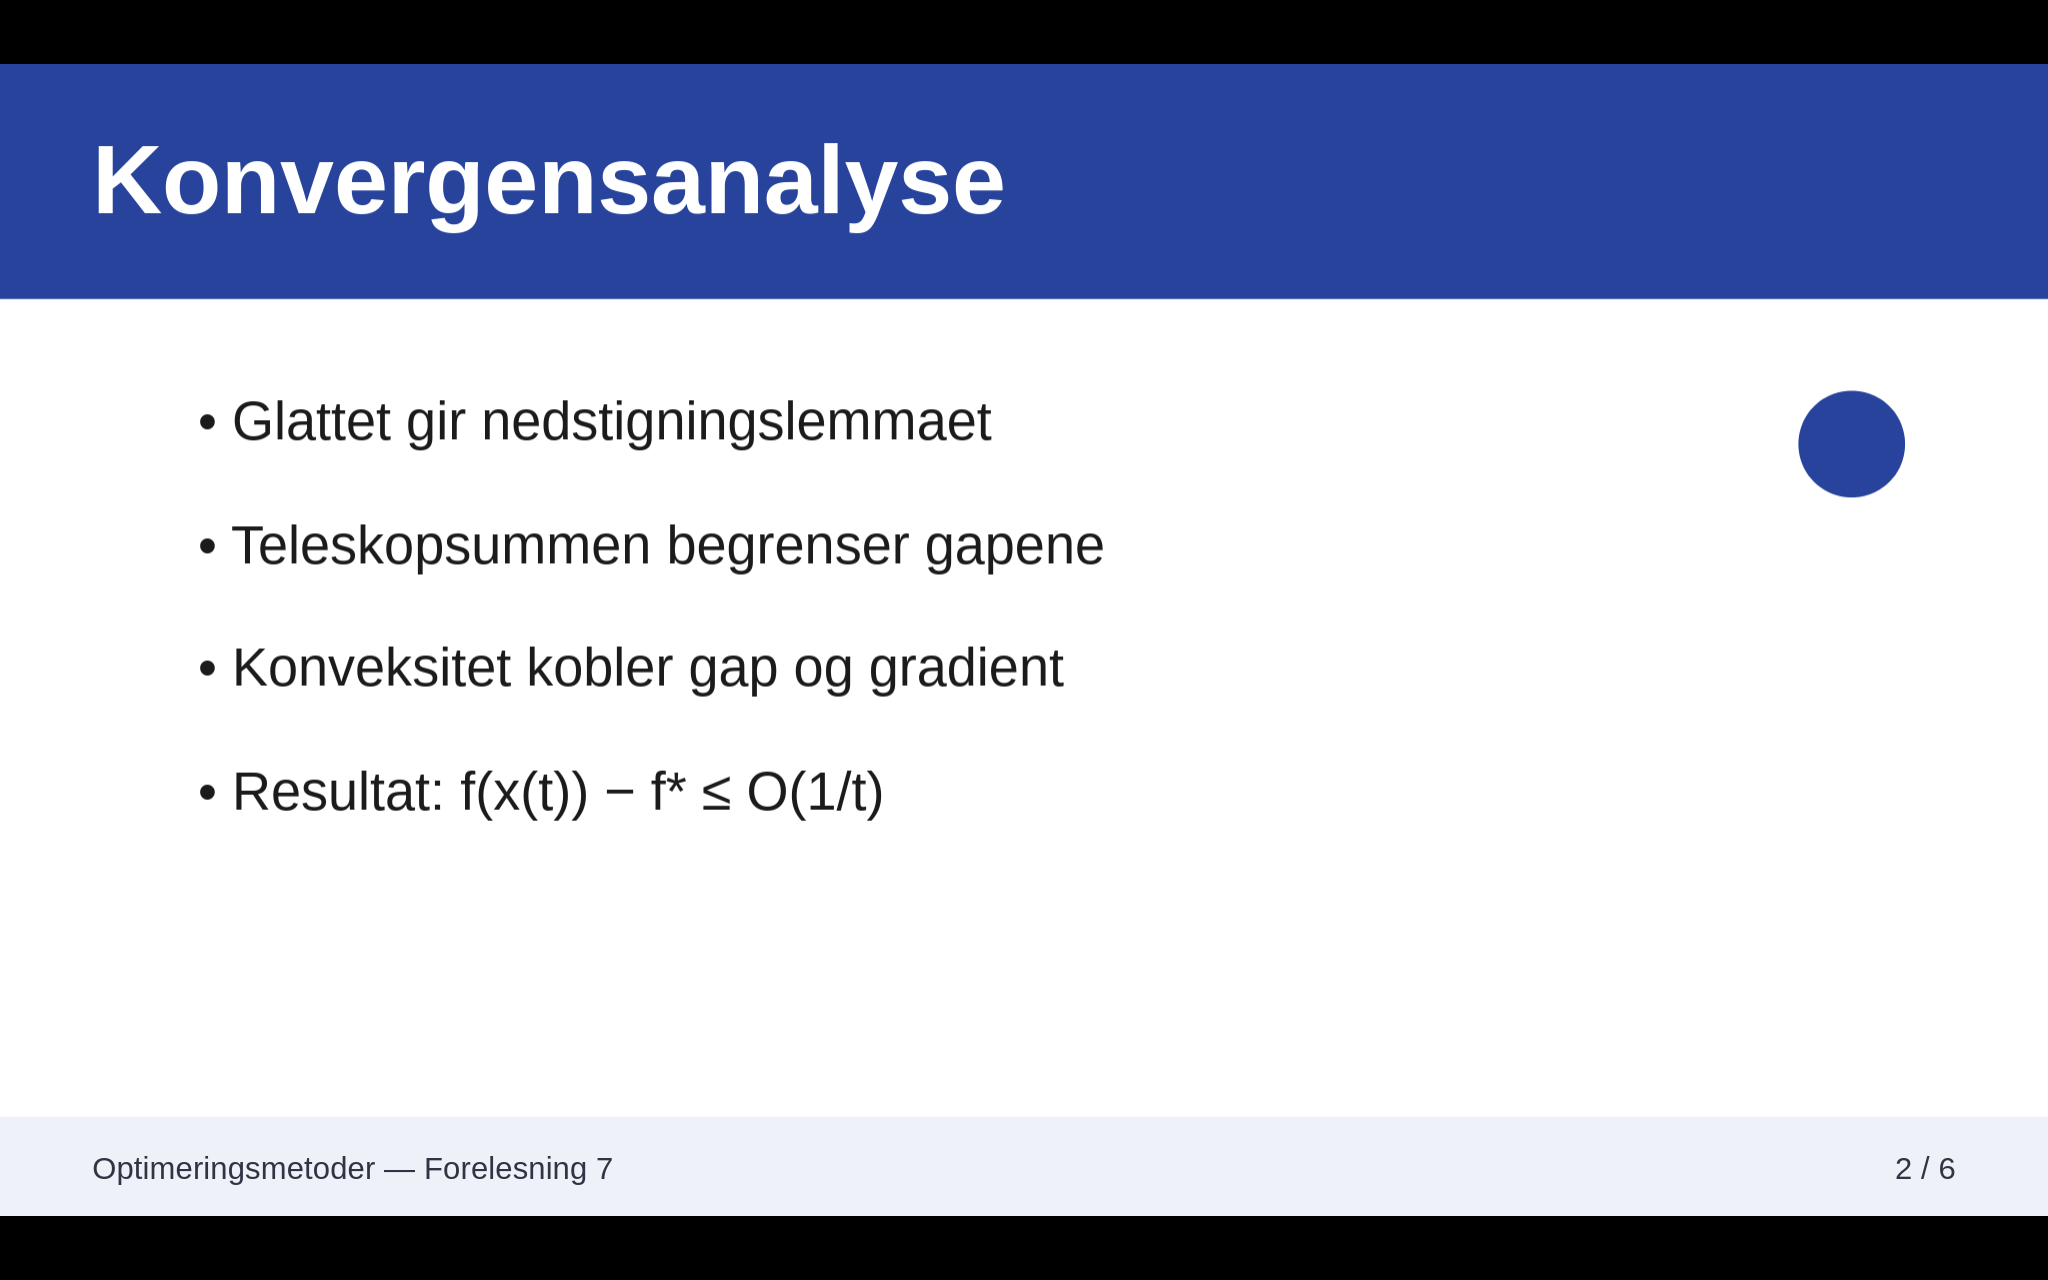 Konvergensanalyse
• Glattet gir nedstigningslemmaet
• Teleskopsummen begrenser gapene
• Konveksitet kobler gap og gradient
• Resultat: f(x(t)) − f* ≤ O(1/t)
Optimeringsmetoder — Forelesning 7
2 / 6